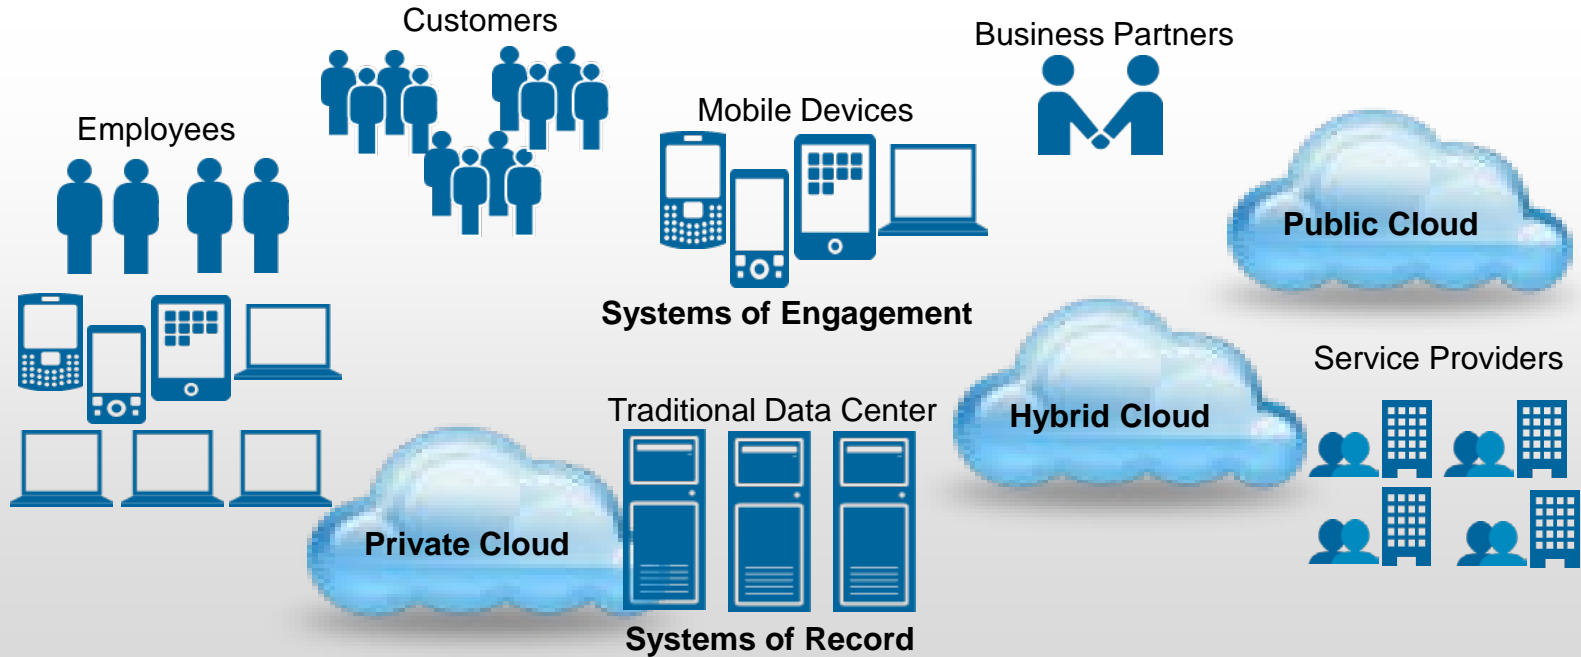 Customers
Business Partners
Mobile Devices
Employees
Public Cloud
Systems of Engagement
Service Providers
Traditional Data Center
Hybrid Cloud
Private Cloud
Systems of Record